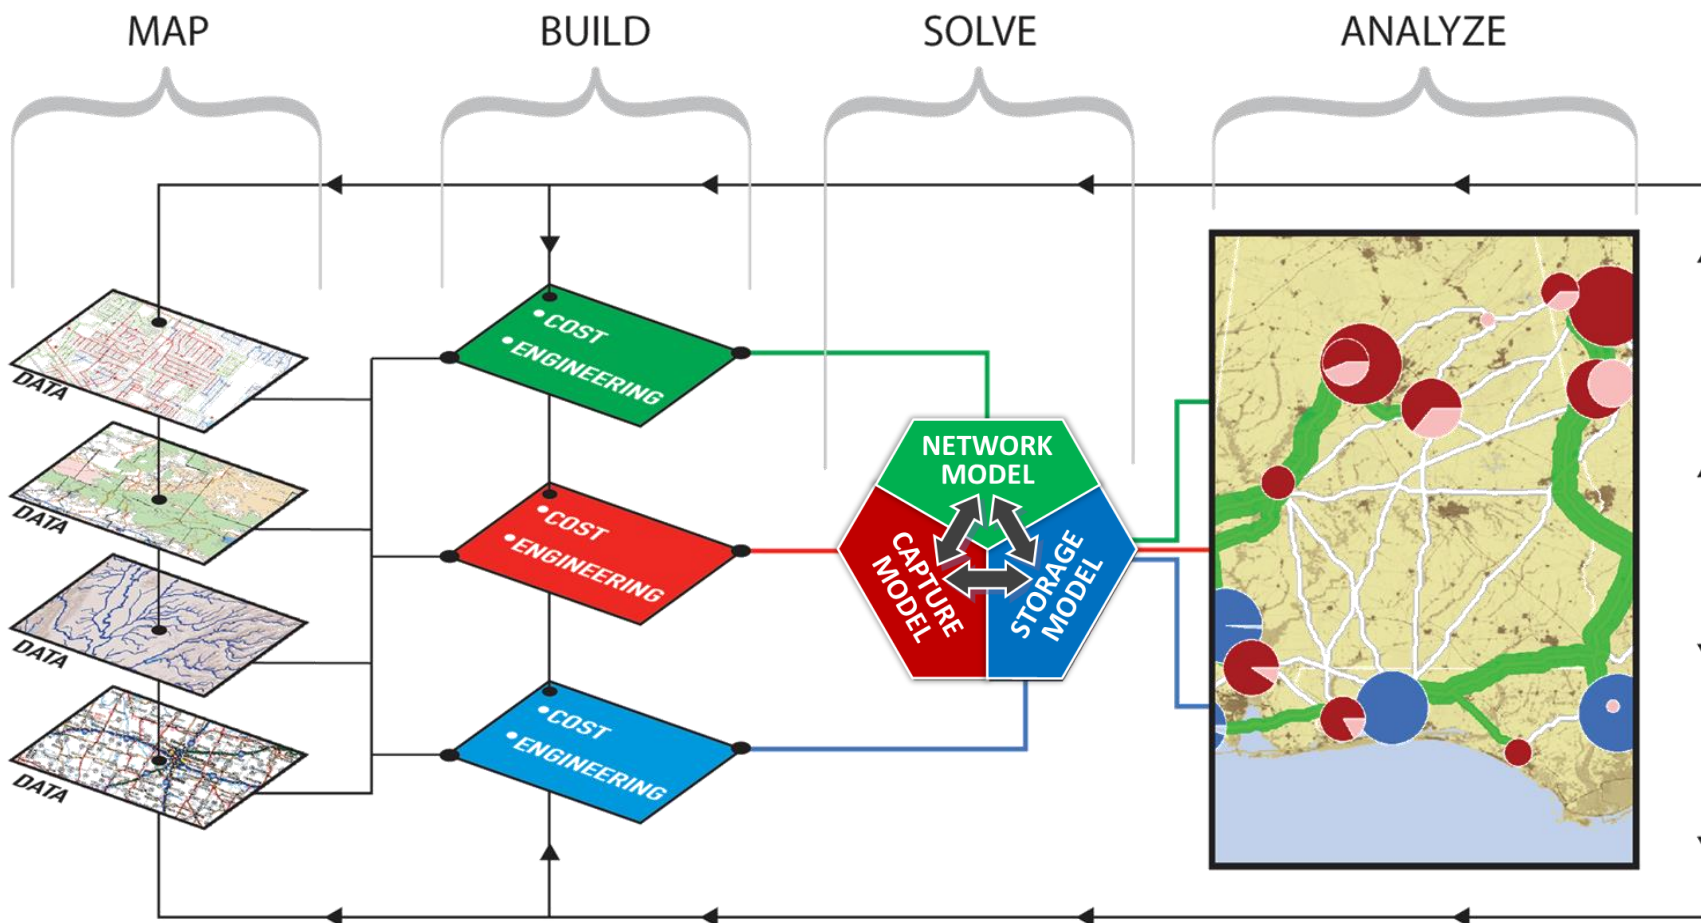 MAP
BUILD
SOLVE
ANALYZE
DATA
DATA
DATA
DATA
•COST
•ENGINEERING
•COST
•ENGINEERING
•COST
•ENGINEERING
NETWORK
MODEL
CAPTURE
MODEL
STORAGE
MODEL